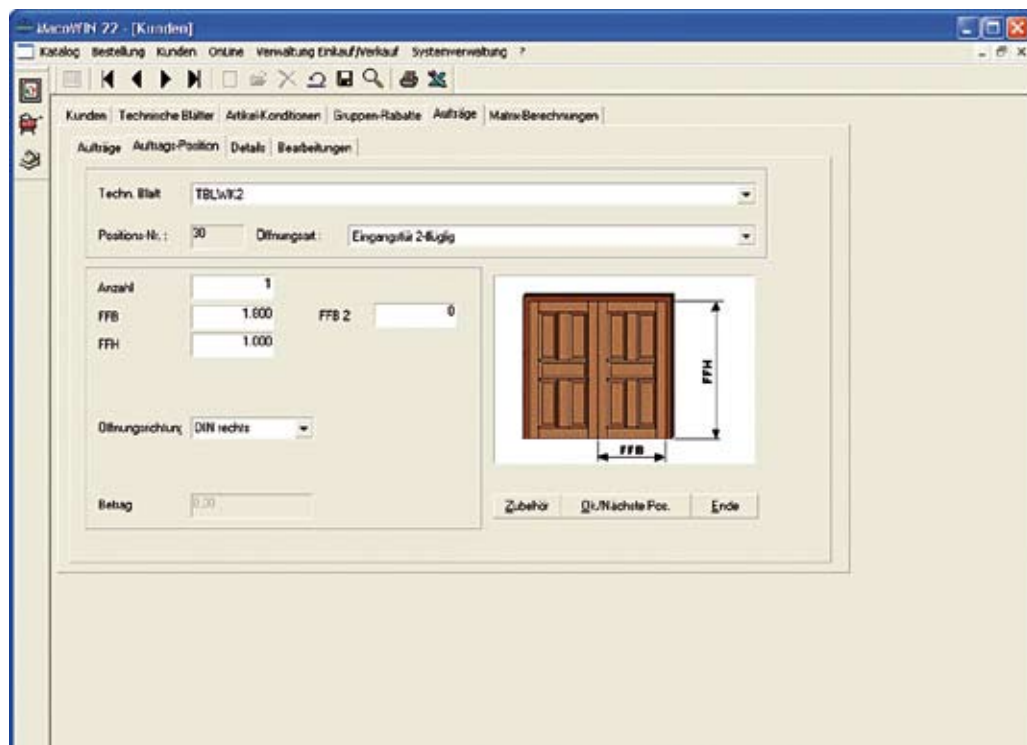 MacoWIN 22 - [Kunden]
Katalog Bestellung Kunden OnLine Verwaltung Einkauf/Verkauf Systemverwaltung ?
Kunden Technische Blätter Artikel-Konditionen Gruppen-Rabatte Aufträge Matrix-Berechnungen
Aufträge Auftrags-Position Details Bearbeitungen
Techn. Blatt TBLWK2
Positions-Nr. : 30 Öffnungsart : Eingangstür 2-flüglig
Anzahl 1
FFB 1.800 FFB 2 0
FFH 1.000
FFH
FFB
Öffnungsrichtung DIN rechts
Betrag 0,00
Zubehör Ok/Nächste Pos. Ende